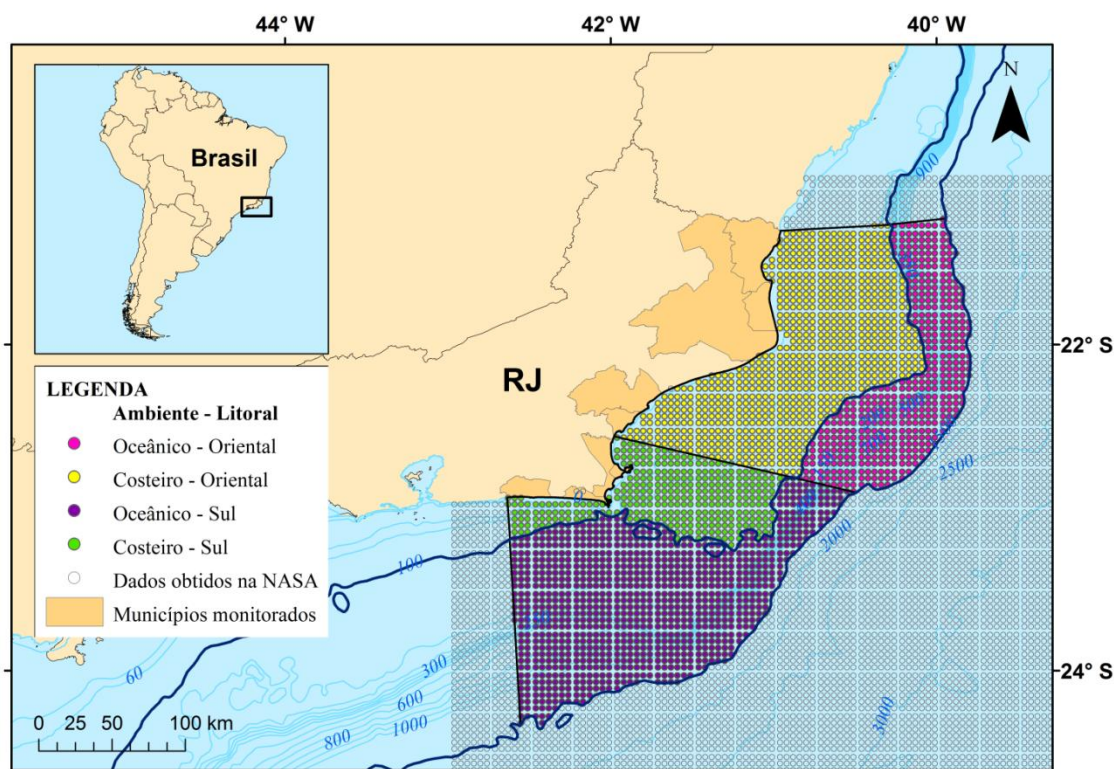 44° W
42° W
40° W
N
Brasil
900
22° S
RJ
LEGENDA
Ambiente - Litoral
Oceânico - Oriental
Costeiro - Oriental
Oceânico - Sul
Costeiro - Sul
Dados obtidos na NASA
Municípios monitorados
0
2500
2000
100
24° S
60
300
600
800
1000
3000
0 25 50 100 km